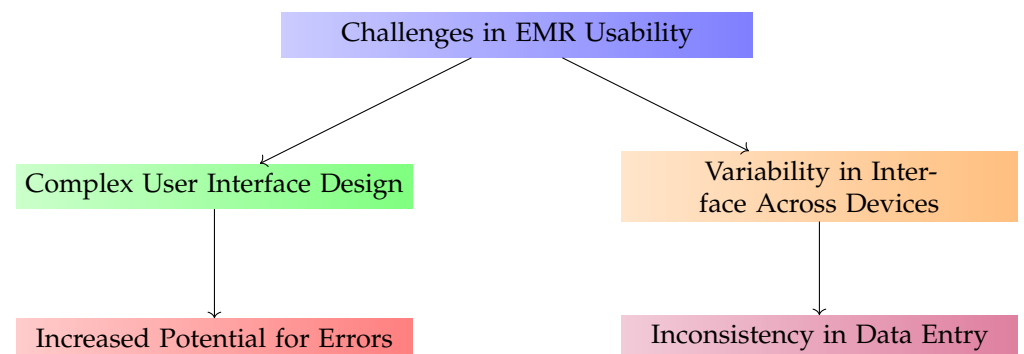 Challenges in EMR Usability
Complex User Interface Design
Variability in Inter-
face Across Devices
Increased Potential for Errors
Inconsistency in Data Entry